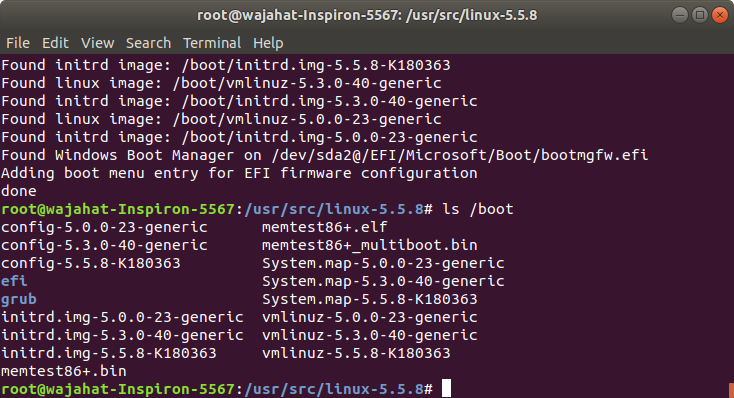 root@wajahat-Inspiron-5567: /usr/src/linux-5.5.8
File Edit View Search Terminal Help
Found initrd image: /boot/initrd.img-5.5.8-K180363
Found linux image: /boot/vmlinuz-5.3.0-40-generic
Found initrd image: /boot/initrd.img-5.3.0-40-generic
Found linux image: /boot/vmlinuz-5.0.0-23-generic
Found initrd image: /boot/initrd.img-5.0.0-23-generic
Found Windows Boot Manager on /dev/sda2@/EFI/Microsoft/Boot/bootmgfw.efi
Adding boot menu entry for EFI firmware configuration
done
root@wajahat-Inspiron-5567:/usr/src/linux-5.5.8# ls /boot
config-5.0.0-23-generic memtest86+.elf
config-5.3.0-40-generic memtest86+_multiboot.bin
config-5.5.8-K180363 System.map-5.0.0-23-generic
efi System.map-5.3.0-40-generic
grub System.map-5.5.8-K180363
initrd.img-5.0.0-23-generic vmlinuz-5.0.0-23-generic
initrd.img-5.3.0-40-generic vmlinuz-5.3.0-40-generic
initrd.img-5.5.8-K180363 vmlinuz-5.5.8-K180363
memtest86+.bin
root@wajahat-Inspiron-5567:/usr/src/linux-5.5.8#